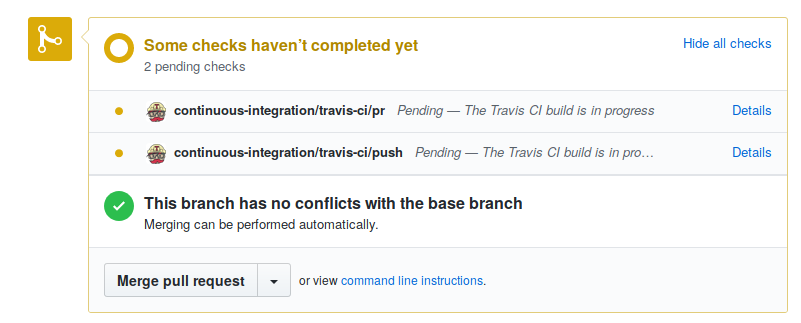 Some checks haven’t completed yet
Hide all checks
2 pending checks
continuous-integration/travis-ci/pr Pending — The Travis CI build is in progress Details
continuous-integration/travis-ci/push Pending — The Travis CI build is in pro… Details
This branch has no conflicts with the base branch
Merging can be performed automatically.
Merge pull request or view command line instructions.